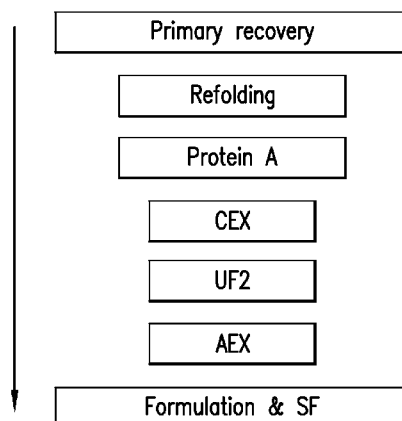 Primary recovery
Refolding
Protein A
CEX
UF2
AEX
Formulation & SF